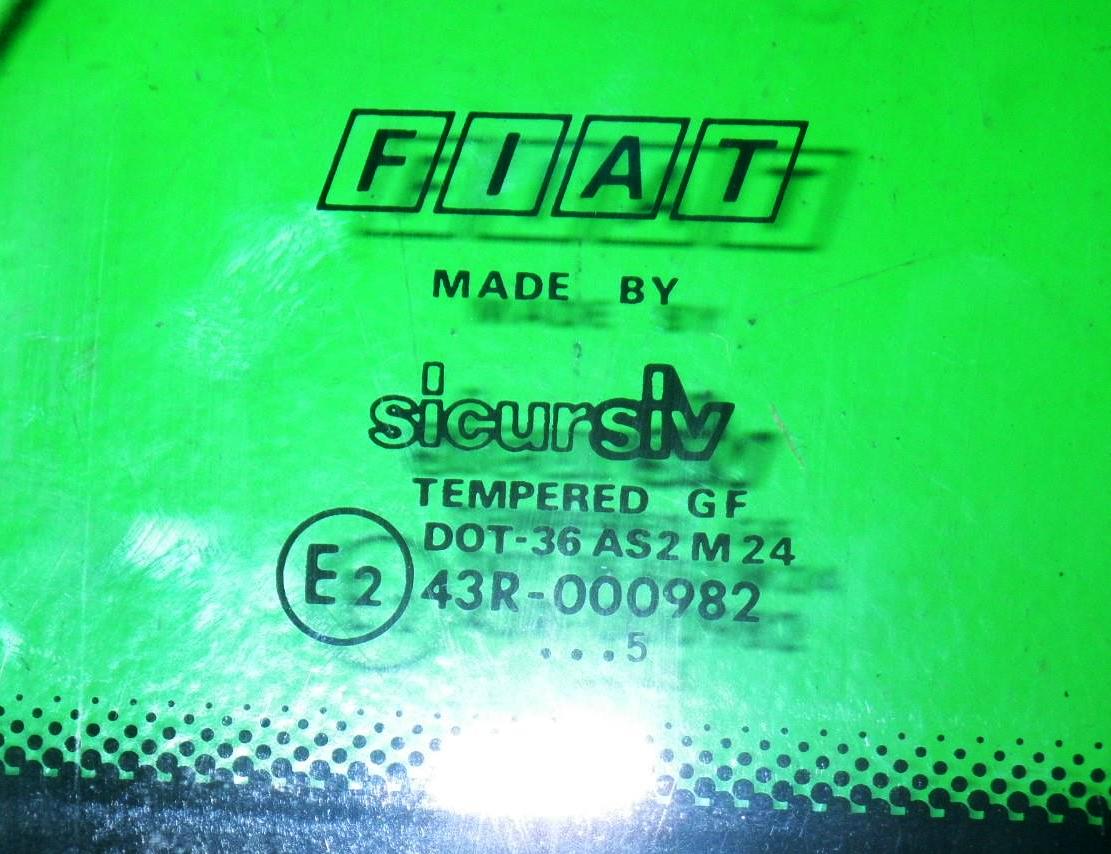 FIAT
MADE BY
sicursiv
TEMPERED GF
DOT-36 AS2 M24
E2 43R-000982
...5